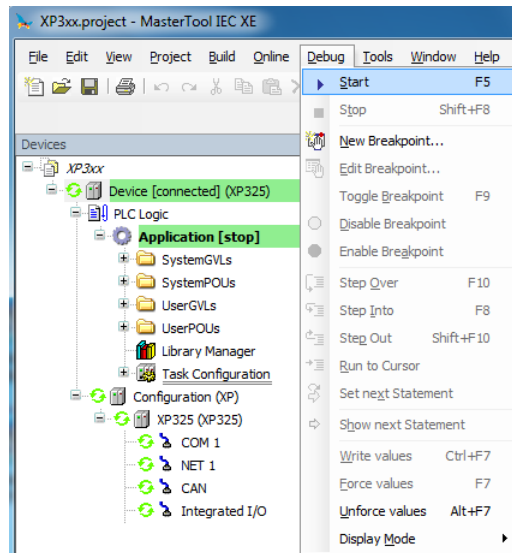 XP3xx.project - MasterTool IEC XE
File Edit View Project Build Online Debug Tools Window Help
Devices
XP3xx
Device [connected] (XP325)
PLC Logic
Application [stop]
SystemGVLs
SystemPOUs
UserGVLs
UserPOUs
Library Manager
Task Configuration
Configuration (XP)
XP325 (XP325)
COM 1
NET 1
CAN
Integrated I/O
Start F5
Stop Shift+F8
New Breakpoint...
Edit Breakpoint...
Toggle Breakpoint F9
Disable Breakpoint
Enable Breakpoint
Step Over F10
Step Into F8
Step Out Shift+F10
Run to Cursor
Set next Statement
Show next Statement
Write values Ctrl+F7
Force values F7
Unforce values Alt+F7
Display Mode